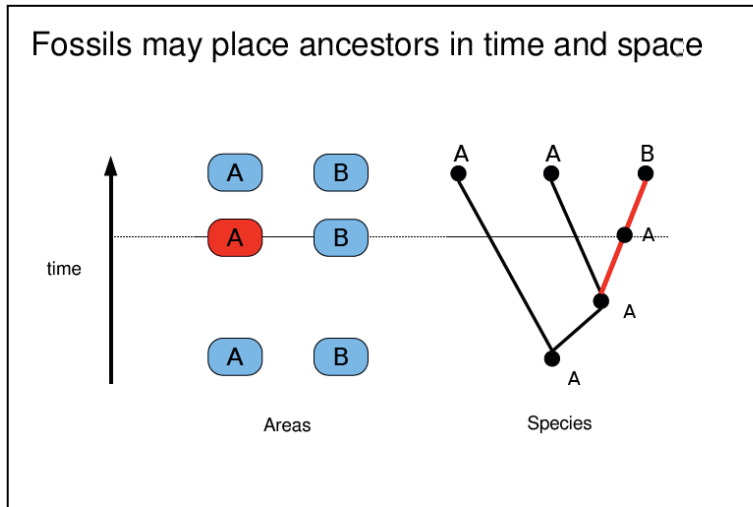 Fossils may place ancestors in time and space
A A B
A B
A B A
time
A
A B
A
Areas Species